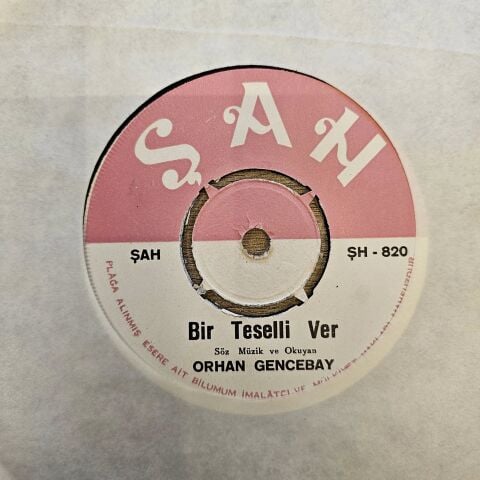 ŞAH
ŞAH
ŞH - 820
Bir Teselli Ver
Söz Müzik ve Okuyan
ORHAN GENCEBAY
PLÂĞA ALINMIŞ ESERE AİT BİLUMUM İMALÂTÇI VE